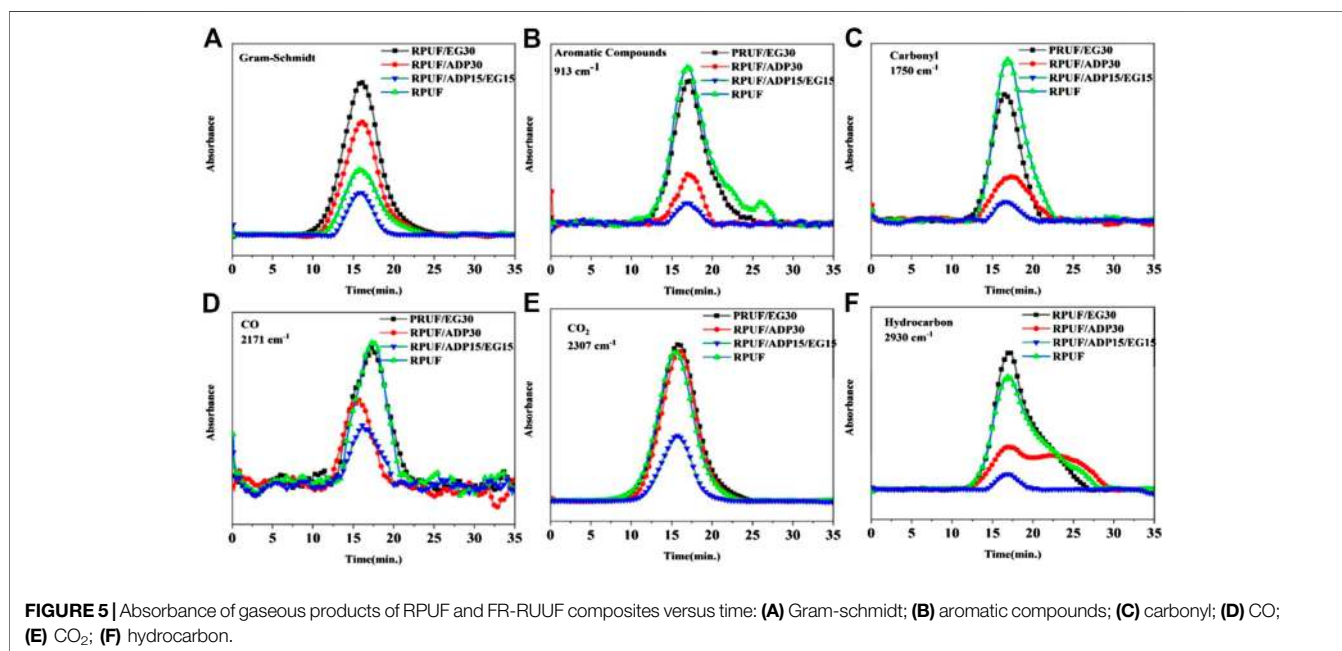 A
Gram-Schmidt
RPUF/EG30
RPUF/ADP30
RPUF/ADP15/EG15
RPUF
Absorbance
0 5 10 15 20 25 30 35
Time(min.)
B
Aromatic Compounds
913 cm⁻¹
PRUF/EG30
RPUF/ADP30
RPUF/ADP15/EG15
RPUF
Absorbance
0 5 10 15 20 25 30 35
Time(min.)
C
Carbonyl
1750 cm⁻¹
RPUF/EG30
RPUF/ADP30
RPUF/ADP15/EG15
RPUF
Absorbance
0 5 10 15 20 25 30 35
Time(min.)
D
CO
2171 cm⁻¹
PRUF/EG30
RPUF/ADP30
RPUF/ADP15/EG15
RPUF
Absorbance
0 5 10 15 20 25 30 35
Time(min.)
E
CO₂
2307 cm⁻¹
PRUF/EG30
RPUF/ADP30
RPUF/ADP15/EG15
RPUF
Absorbance
0 5 10 15 20 25 30 35
Time(min.)
F
Hydrocarbon
2930 cm⁻¹
RPUF/EG30
RPUF/ADP30
RPUF/ADP15/EG15
RPUF
Absorbance
0 5 10 15 20 25 30 35
Time(min.)
FIGURE 5 | Absorbance of gaseous products of RPUF and FR-RUUF composites versus time: (A) Gram-schmidt; (B) aromatic compounds; (C) carbonyl; (D) CO;
(E) CO₂; (F) hydrocarbon.